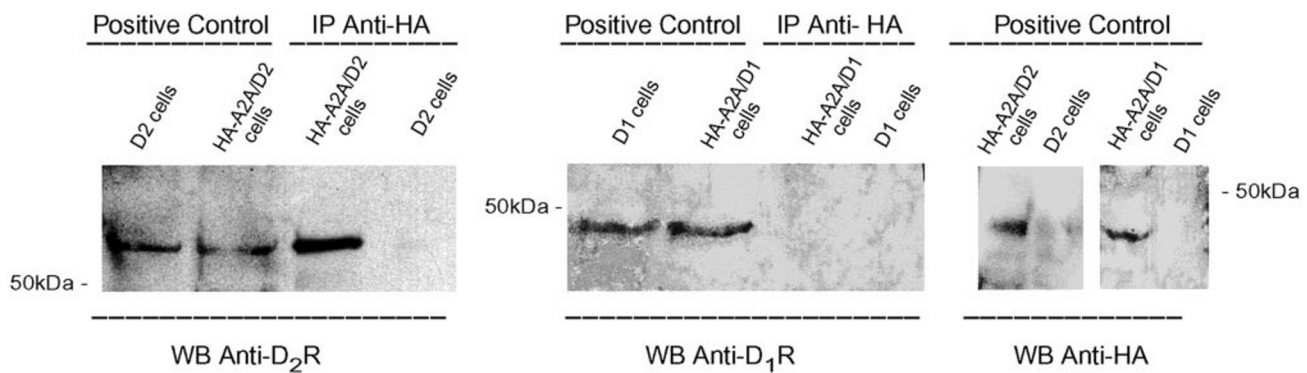 Positive Control IP Anti-HA
D2 cells
HA-A2A/D2 cells
HA-A2A/D2 cells
D2 cells
50kDa -
WB Anti-D₂R
Positive Control IP Anti- HA
D1 cells
HA-A2A/D1 cells
HA-A2A/D1 cells
D1 cells
50kDa -
WB Anti-D₁R
Positive Control
HA-A2A/D2 cells
D2 cells
HA-A2A/D1 cells
D1 cells
- 50kDa
WB Anti-HA